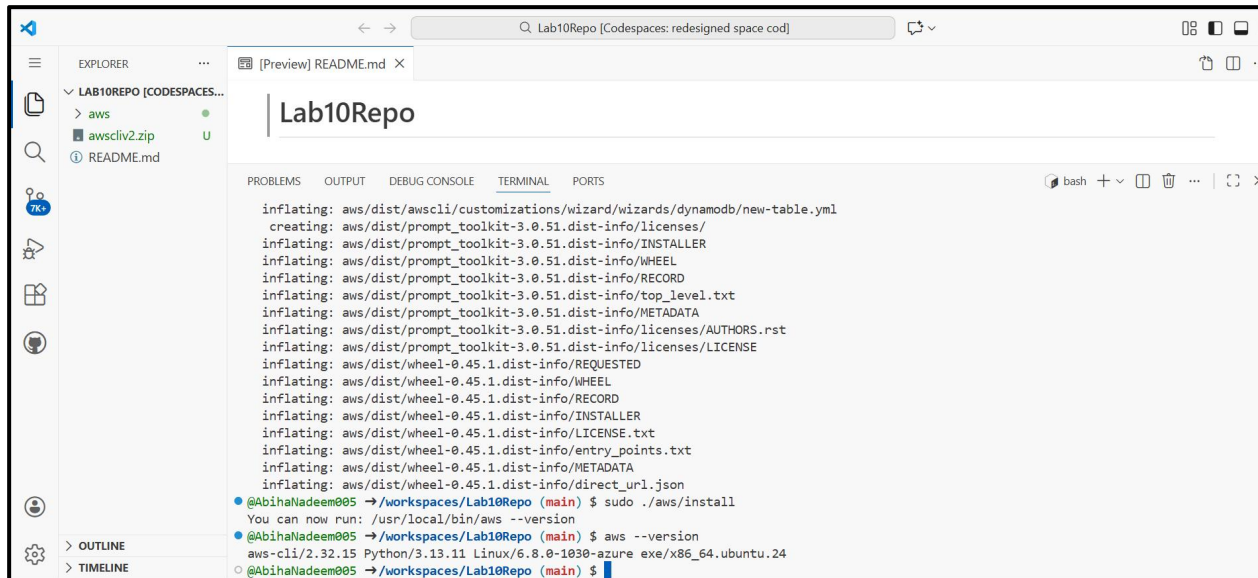 Lab10Repo [Codespaces: redesigned space cod]
EXPLORER ...
[Preview] README.md
LAB10REPO [CODESPACES...
aws
awscliv2.zip U
README.md
7K+
Lab10Repo
PROBLEMS OUTPUT DEBUG CONSOLE TERMINAL PORTS
bash
inflating: aws/dist/awscli/customizations/wizard/wizards/dynamodb/new-table.yml
creating: aws/dist/prompt_toolkit-3.0.51.dist-info/licenses/
inflating: aws/dist/prompt_toolkit-3.0.51.dist-info/INSTALLER
inflating: aws/dist/prompt_toolkit-3.0.51.dist-info/WHEEL
inflating: aws/dist/prompt_toolkit-3.0.51.dist-info/RECORD
inflating: aws/dist/prompt_toolkit-3.0.51.dist-info/top_level.txt
inflating: aws/dist/prompt_toolkit-3.0.51.dist-info/METADATA
inflating: aws/dist/prompt_toolkit-3.0.51.dist-info/licenses/AUTHORS.rst
inflating: aws/dist/prompt_toolkit-3.0.51.dist-info/licenses/LICENSE
inflating: aws/dist/wheel-0.45.1.dist-info/REQUESTED
inflating: aws/dist/wheel-0.45.1.dist-info/WHEEL
inflating: aws/dist/wheel-0.45.1.dist-info/RECORD
inflating: aws/dist/wheel-0.45.1.dist-info/INSTALLER
inflating: aws/dist/wheel-0.45.1.dist-info/LICENSE.txt
inflating: aws/dist/wheel-0.45.1.dist-info/entry_points.txt
inflating: aws/dist/wheel-0.45.1.dist-info/METADATA
inflating: aws/dist/wheel-0.45.1.dist-info/direct_url.json
@AbihaNadeem005 →/workspaces/Lab10Repo (main) $ sudo ./aws/install
You can now run: /usr/local/bin/aws --version
@AbihaNadeem005 →/workspaces/Lab10Repo (main) $ aws --version
aws-cli/2.32.15 Python/3.13.11 Linux/6.8.0-1030-azure exe/x86_64.ubuntu.24
@AbihaNadeem005 →/workspaces/Lab10Repo (main) $
OUTLINE
TIMELINE